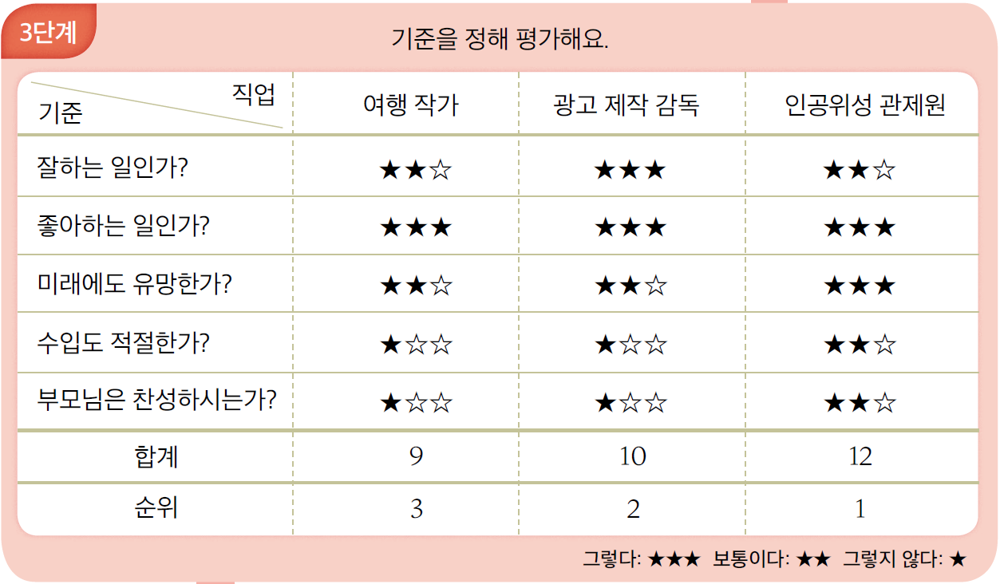 3단계
기준을 정해 평가해요.
직업
기준 여행 작가 광고 제작 감독 인공위성 관제원
잘하는 일인가? ★★☆ ★★★ ★★☆
좋아하는 일인가? ★★★ ★★★ ★★★
미래에도 유망한가? ★★☆ ★★☆ ★★★
수입도 적절한가? ★☆☆ ★☆☆ ★★☆
부모님은 찬성하시는가? ★☆☆ ★☆☆ ★★☆
합계 9 10 12
순위 3 2 1
그렇다: ★★★ 보통이다: ★★ 그렇지 않다: ★